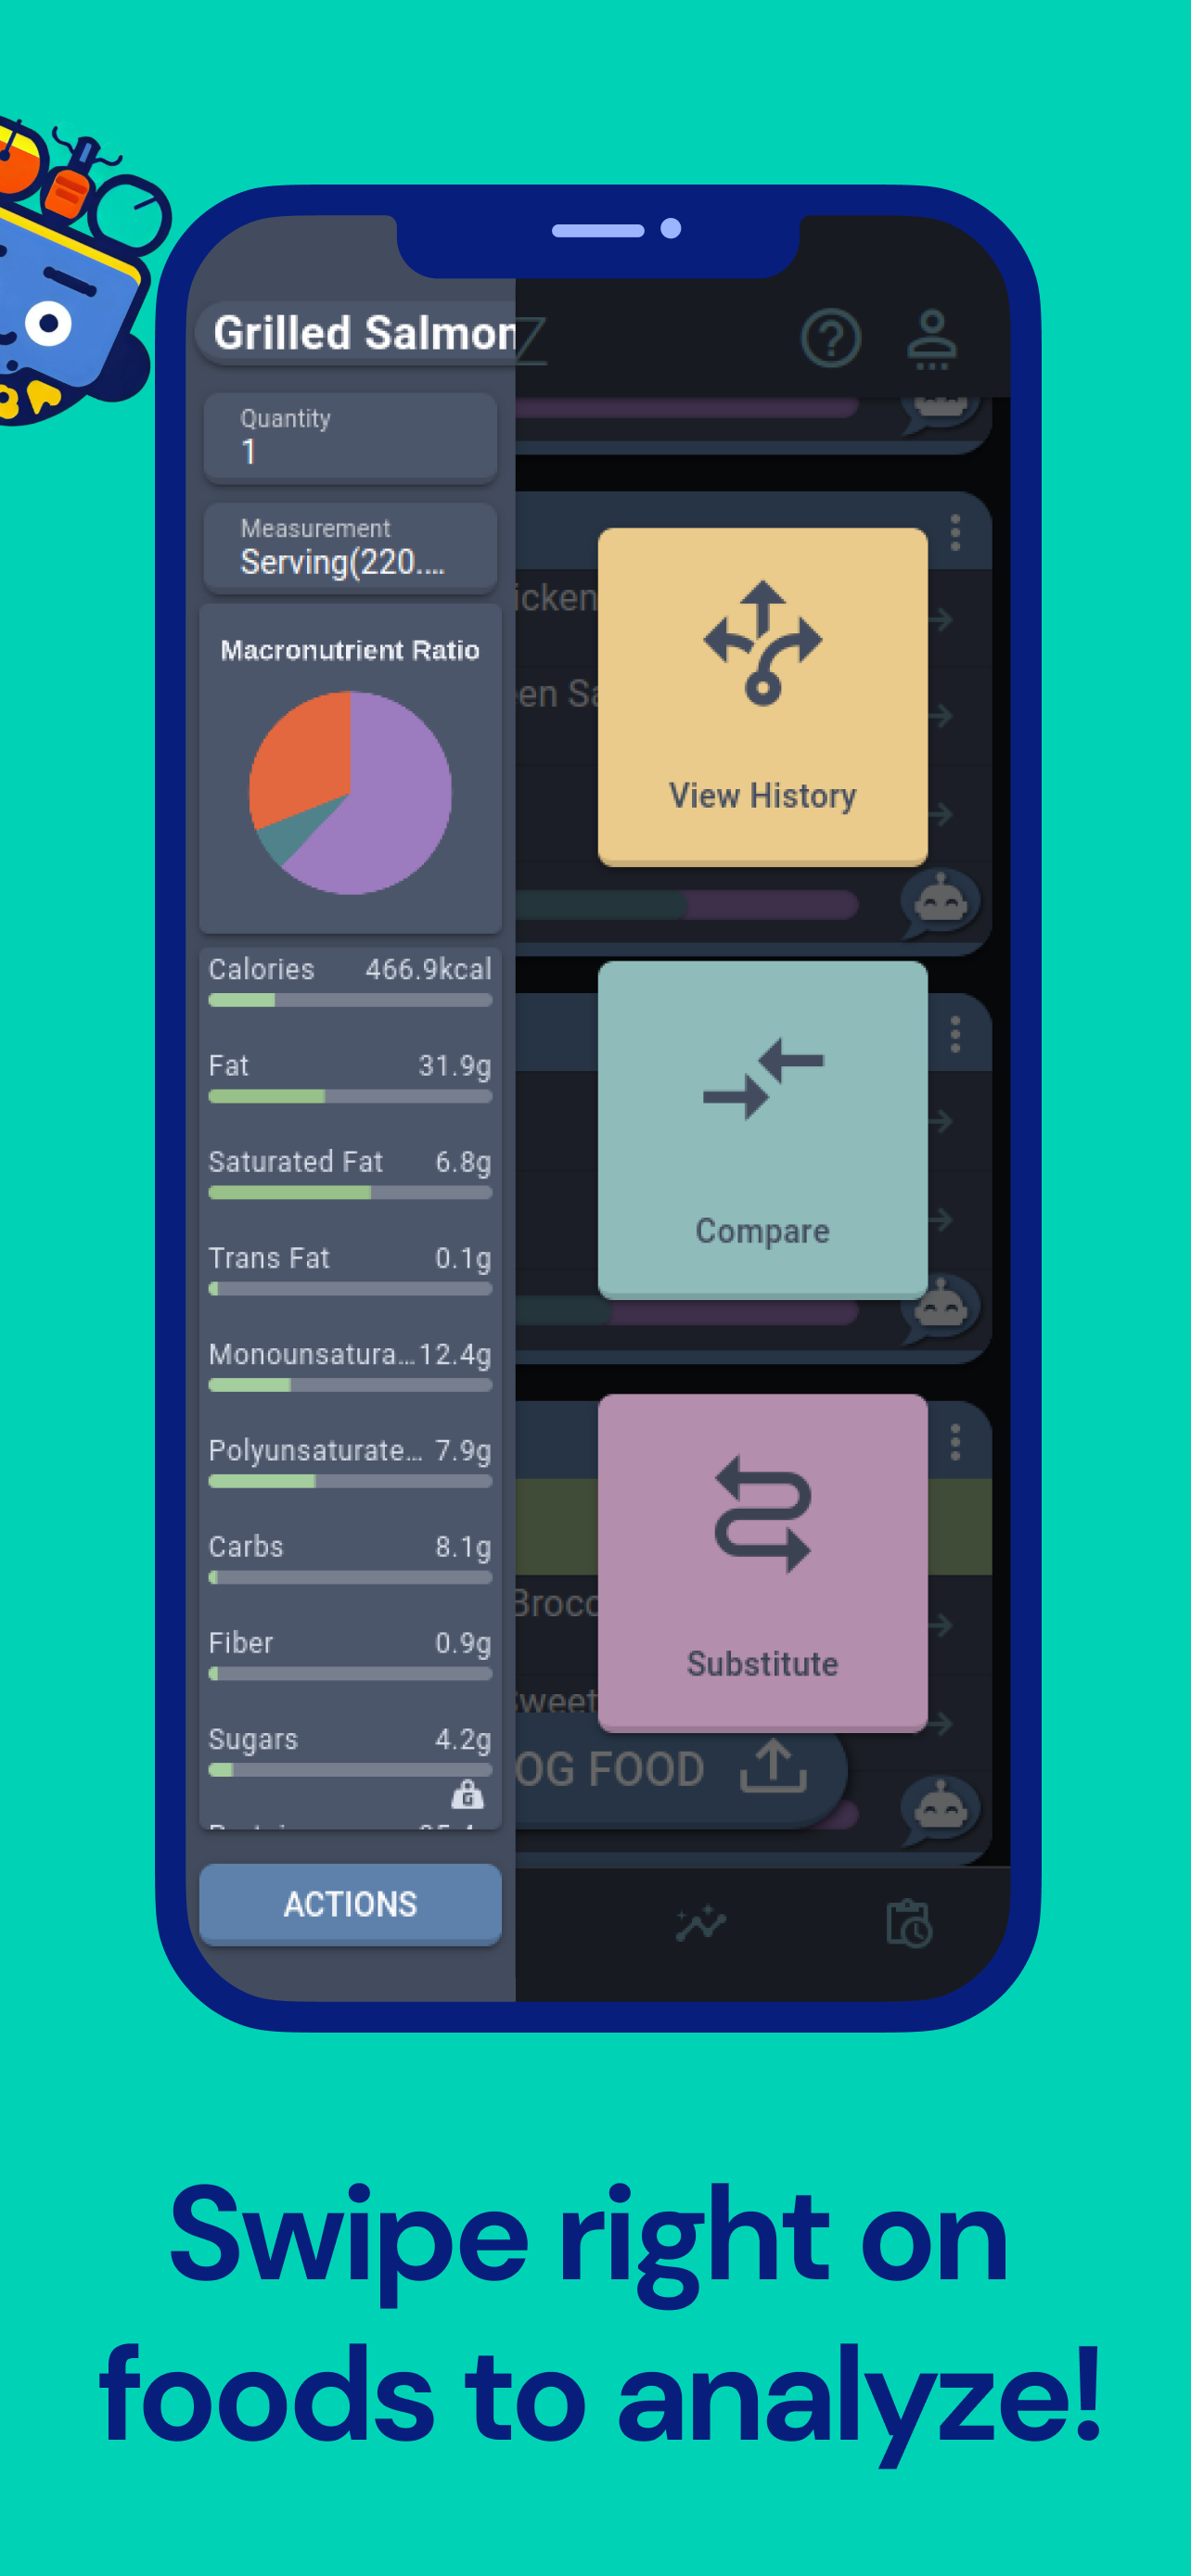 Grilled Salmon
Z
Quantity
1
Measurement
Serving(220....
Macronutrient Ratio
Calories 466.9kcal
Fat 31.9g
Saturated Fat 6.8g
Trans Fat 0.1g
Monounsatura... 12.4g
Polyunsaturate... 7.9g
Carbs 8.1g
Fiber 0.9g
Sugars 4.2g
G
ACTIONS
icken
en Sa
View History
Compare
Brocc
Sweet
Substitute
OG FOOD
Swipe right on
foods to analyze!